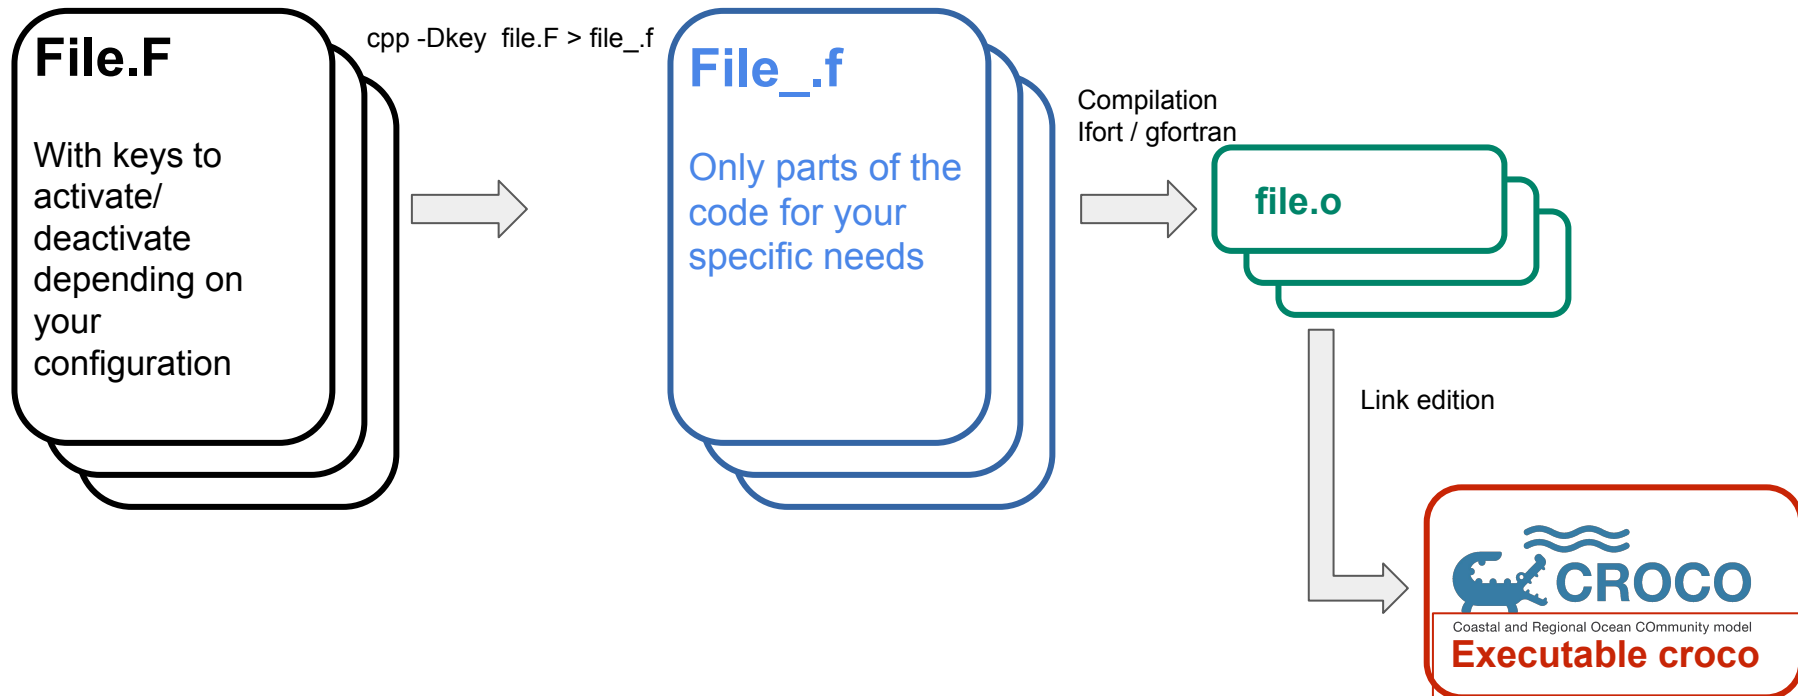 File.F
With keys to
activate/
deactivate
depending on
your
configuration
cpp -Dkey  file.F > file_.f
File_.f
Only parts of the
code for your
specific needs
Compilation
Ifort / gfortran
file.o
Link edition
CROCO
Coastal and Regional Ocean COmmunity model
Executable croco